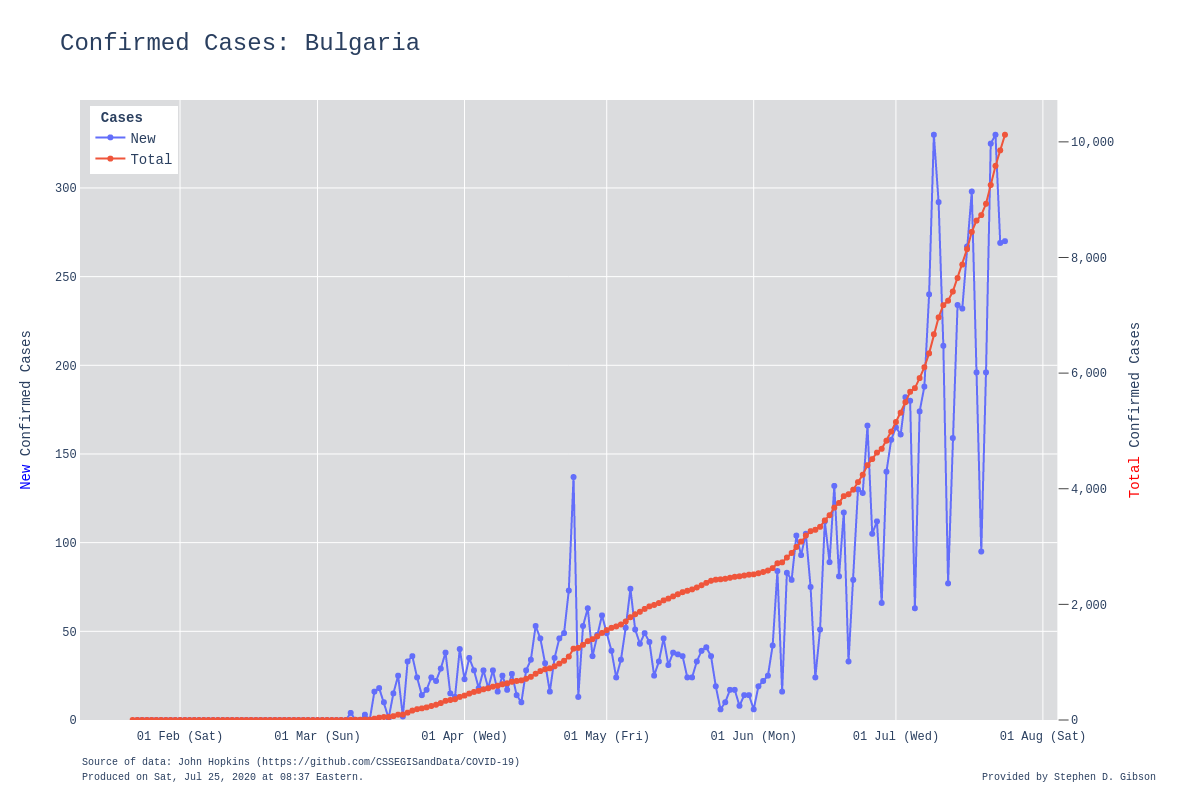 Confirmed Cases: Bulgaria
Cases
New
Total
300
250
200
150
100
50
0
10,000
8,000
6,000
4,000
2,000
0
New Confirmed Cases
Total Confirmed Cases
01 Feb (Sat) 01 Mar (Sun) 01 Apr (Wed) 01 May (Fri) 01 Jun (Mon) 01 Jul (Wed) 01 Aug (Sat)
Source of data: John Hopkins (https://github.com/CSSEGISandData/COVID-19)
Produced on Sat, Jul 25, 2020 at 08:37 Eastern.
Provided by Stephen D. Gibson